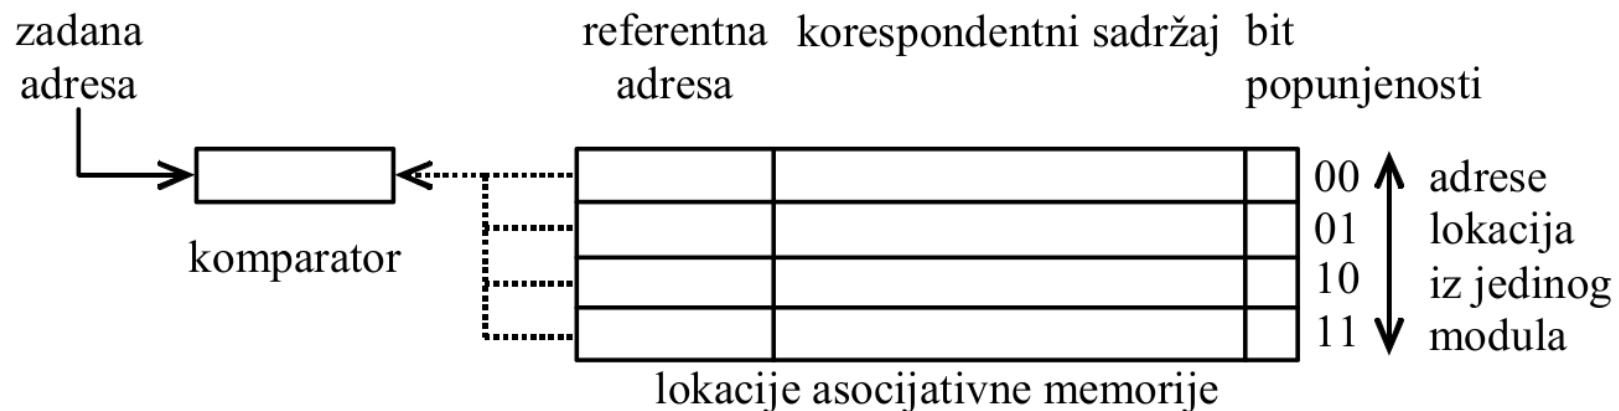 zadana
adresa
referentna
adresa
korespondentni sadržaj
bit
popunjenosti
komparator
00
01
10
11
adrese
lokacija
iz jedinog
modula
lokacije asocijativne memorije